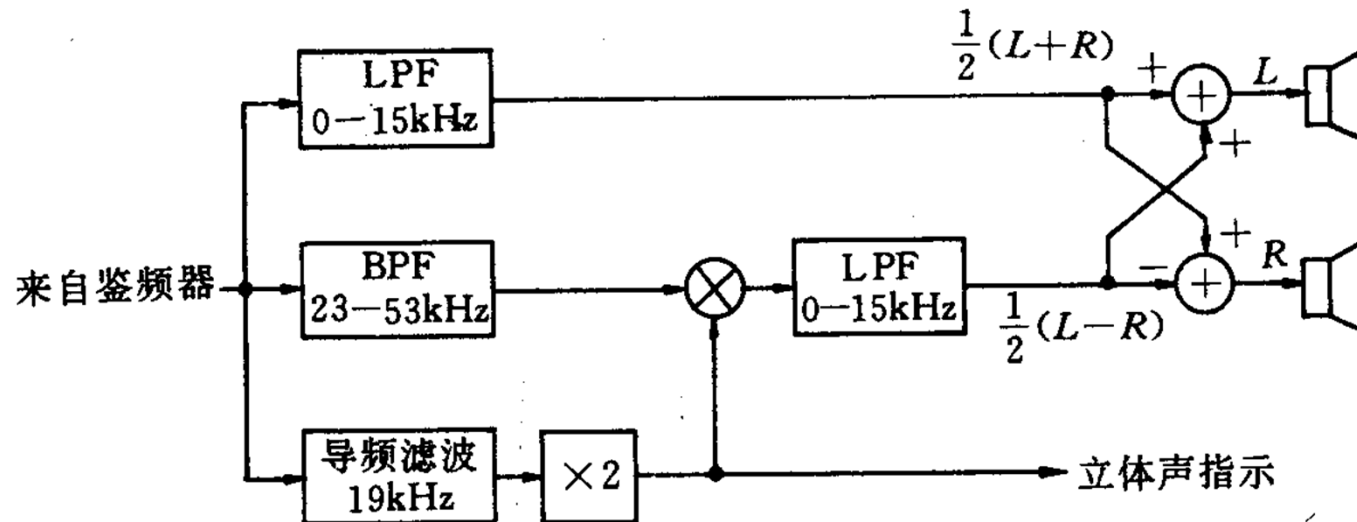 LPF
0—15kHz
1/2(L+R)
+
+
L
+
来自鉴频器
BPF
23—53kHz
LPF
0—15kHz
1/2(L−R)
−
+
+
R
导频滤波
19kHz
×2
立体声指示